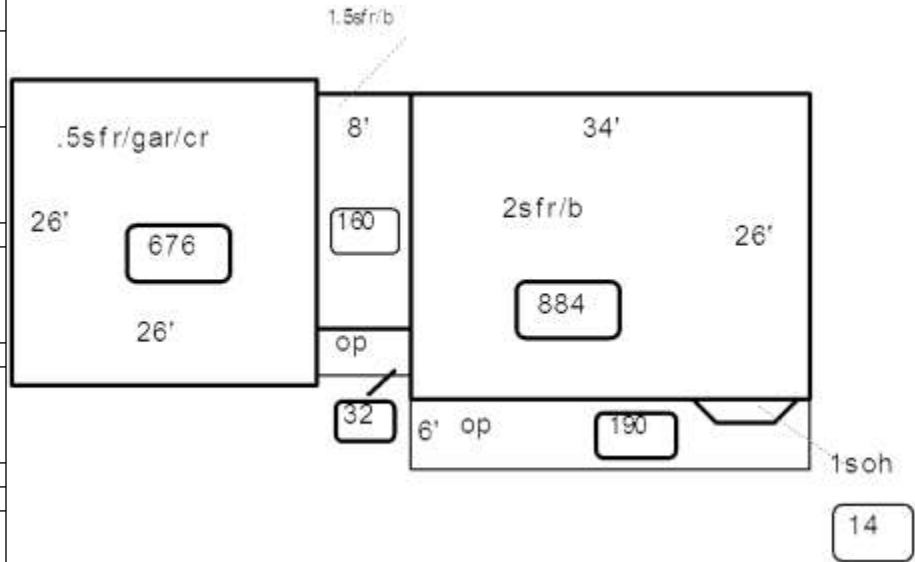 1.5sfr/b
.5sfr/gar/cr
8'
34'
26'
676
160
2sfr/b
26'
884
26'
op
32
6'
op
190
1soh
14